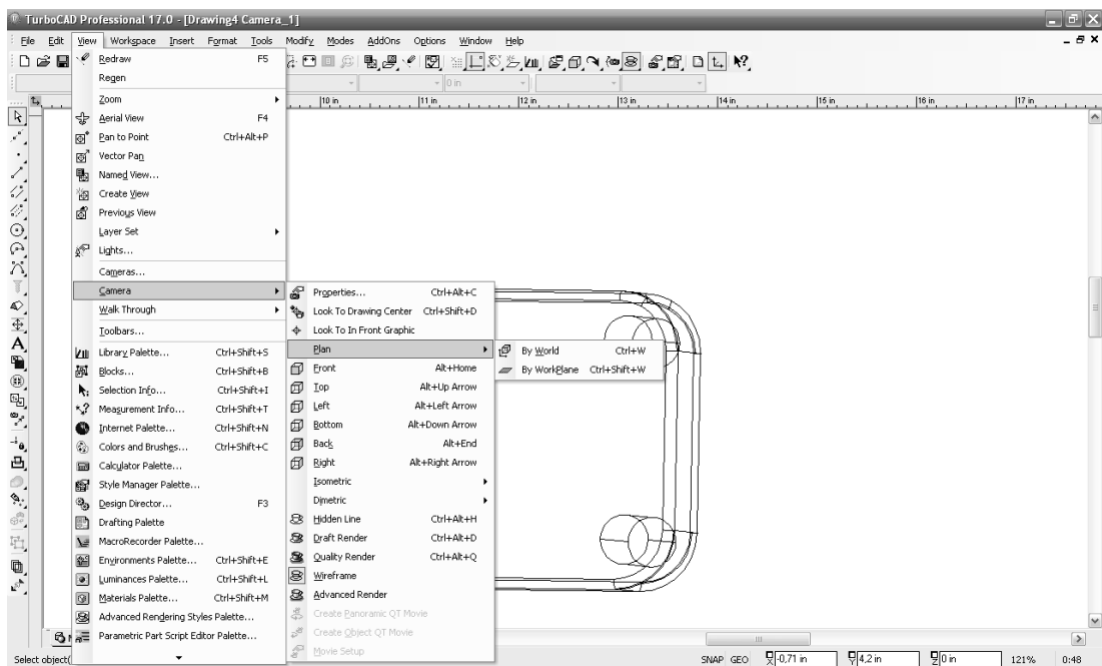 TurboCAD Professional 17.0 - [Drawing4 Camera_1]
File Edit View Workspace Insert Format Tools Modify Modes AddOns Options Window Help
0 in
10 in 11 in 12 in 13 in 14 in 15 in 16 in 17 in
Redraw F5
Regen
Zoom
Aerial View F4
Pan to Point Ctrl+Alt+P
Vector Pan
Named View...
Create View
Previous View
Layer Set
Lights...
Cameras...
Camera
Walk Through
Toolbars...
Library Palette... Ctrl+Shift+S
Blocks... Ctrl+Shift+B
Selection Info... Ctrl+Shift+I
Measurement Info... Ctrl+Shift+T
Internet Palette... Ctrl+Shift+N
Colors and Brushes... Ctrl+Shift+C
Calculator Palette...
Style Manager Palette...
Design Director... F3
Drafting Palette
MacroRecorder Palette...
Environments Palette... Ctrl+Shift+E
Luminances Palette... Ctrl+Shift+L
Materials Palette... Ctrl+Shift+M
Advanced Rendering Styles Palette...
Parametric Part Script Editor Palette...
Properties... Ctrl+Alt+C
Look To Drawing Center Ctrl+Shift+D
Look To In Front Graphic
Plan
Front Alt+Home
Top Alt+Up Arrow
Left Alt+Left Arrow
Bottom Alt+Down Arrow
Back Alt+End
Right Alt+Right Arrow
Isometric
Dimetric
Hidden Line Ctrl+Alt+H
Draft Render Ctrl+Alt+D
Quality Render Ctrl+Alt+Q
Wireframe
Advanced Render
Create Panoramic QT Movie
Create Object QT Movie
Movie Setup
By World Ctrl+W
By WorkPlane Ctrl+Shift+W
Select object( SNAP GEO X -0,71 in Y 4,2 in Z 0 in 121% 0:48